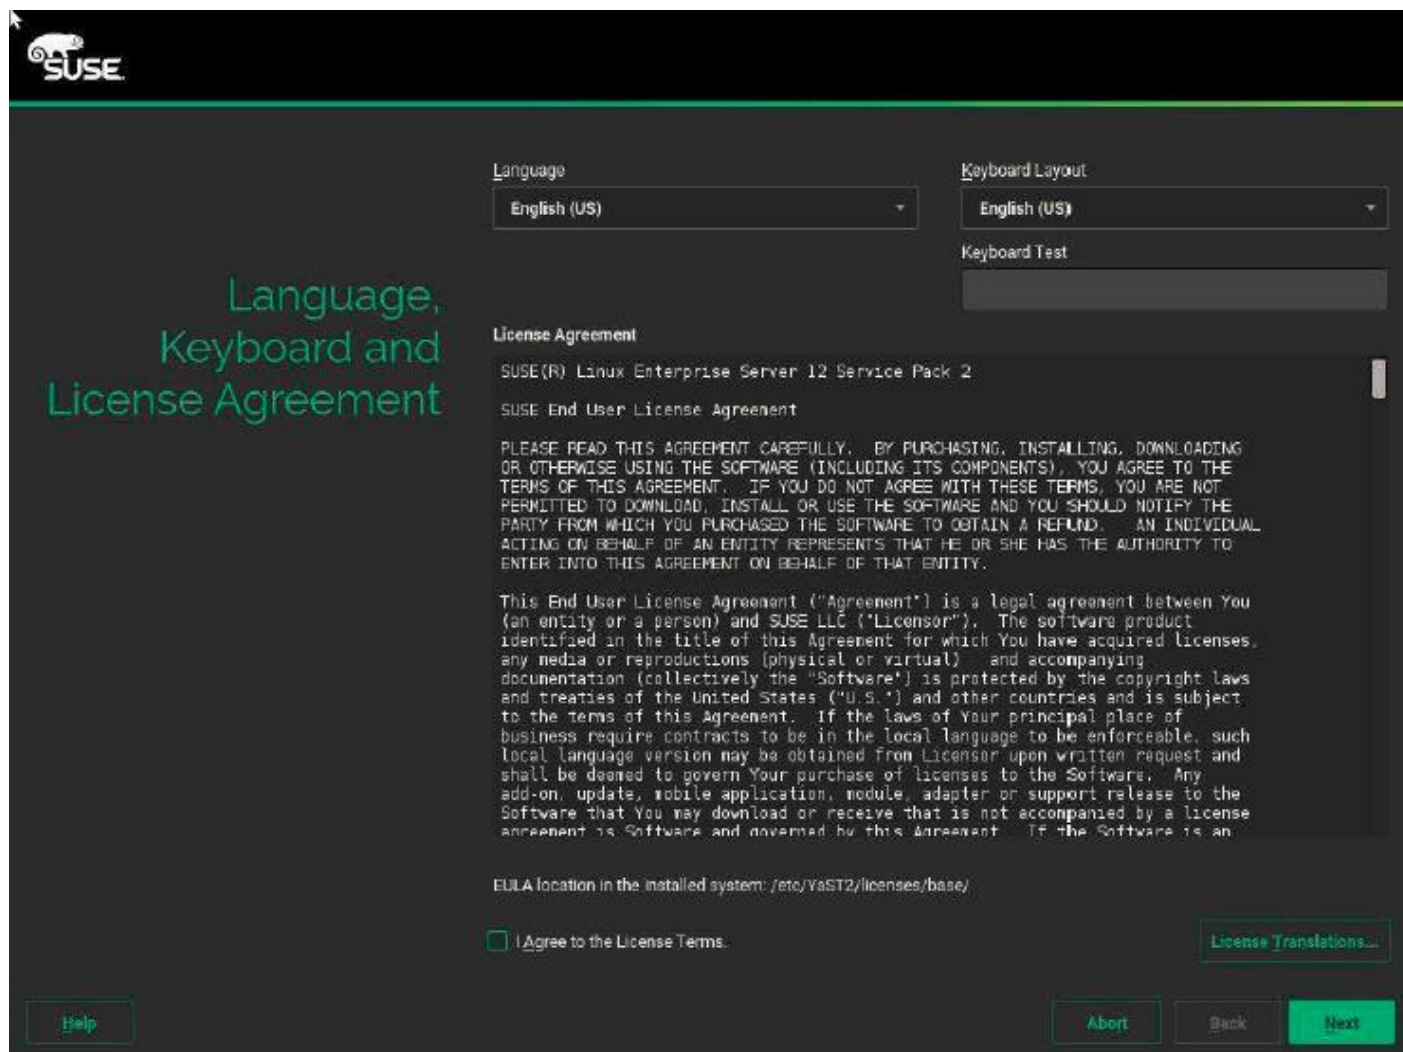 SUSE.
Language
Keyboard Layout
English (US)
English (US)
Keyboard Test
Language,
Keyboard and
License Agreement
License Agreement
SUSE(R) Linux Enterprise Server 12 Service Pack 2
SUSE End User License Agreement
PLEASE READ THIS AGREEMENT CAREFULLY. BY PURCHASING, INSTALLING, DOWNLOADING
OR OTHERWISE USING THE SOFTWARE (INCLUDING ITS COMPONENTS), YOU AGREE TO THE
TERMS OF THIS AGREEMENT. IF YOU DO NOT AGREE WITH THESE TERMS, YOU ARE NOT
PERMITTED TO DOWNLOAD, INSTALL OR USE THE SOFTWARE AND YOU SHOULD NOTIFY THE
PARTY FROM WHICH YOU PURCHASED THE SOFTWARE TO OBTAIN A REFUND. AN INDIVIDUAL
ACTING ON BEHALF OF AN ENTITY REPRESENTS THAT HE OR SHE HAS THE AUTHORITY TO
ENTER INTO THIS AGREEMENT ON BEHALF OF THAT ENTITY.
This End User License Agreement ("Agreement") is a legal agreement between You
(an entity or a person) and SUSE LLC ("Licensor"). The software product
identified in the title of this Agreement for which You have acquired licenses,
any media or reproductions (physical or virtual) and accompanying
documentation (collectively the "Software") is protected by the copyright laws
and treaties of the United States ("U.S.") and other countries and is subject
to the terms of this Agreement. If the laws of Your principal place of
business require contracts to be in the local language to be enforceable, such
local language version may be obtained from Licensor upon written request and
shall be deemed to govern Your purchase of licenses to the Software. Any
add-on, update, mobile application, module, adapter or support release to the
Software that You may download or receive that is not accompanied by a license
agreement is Software and governed by this Agreement. If the Software is an
EULA location in the installed system: /etc/YaST2/licenses/base/
I Agree to the License Terms.
License Translations...
Help
Abort
Back
Next